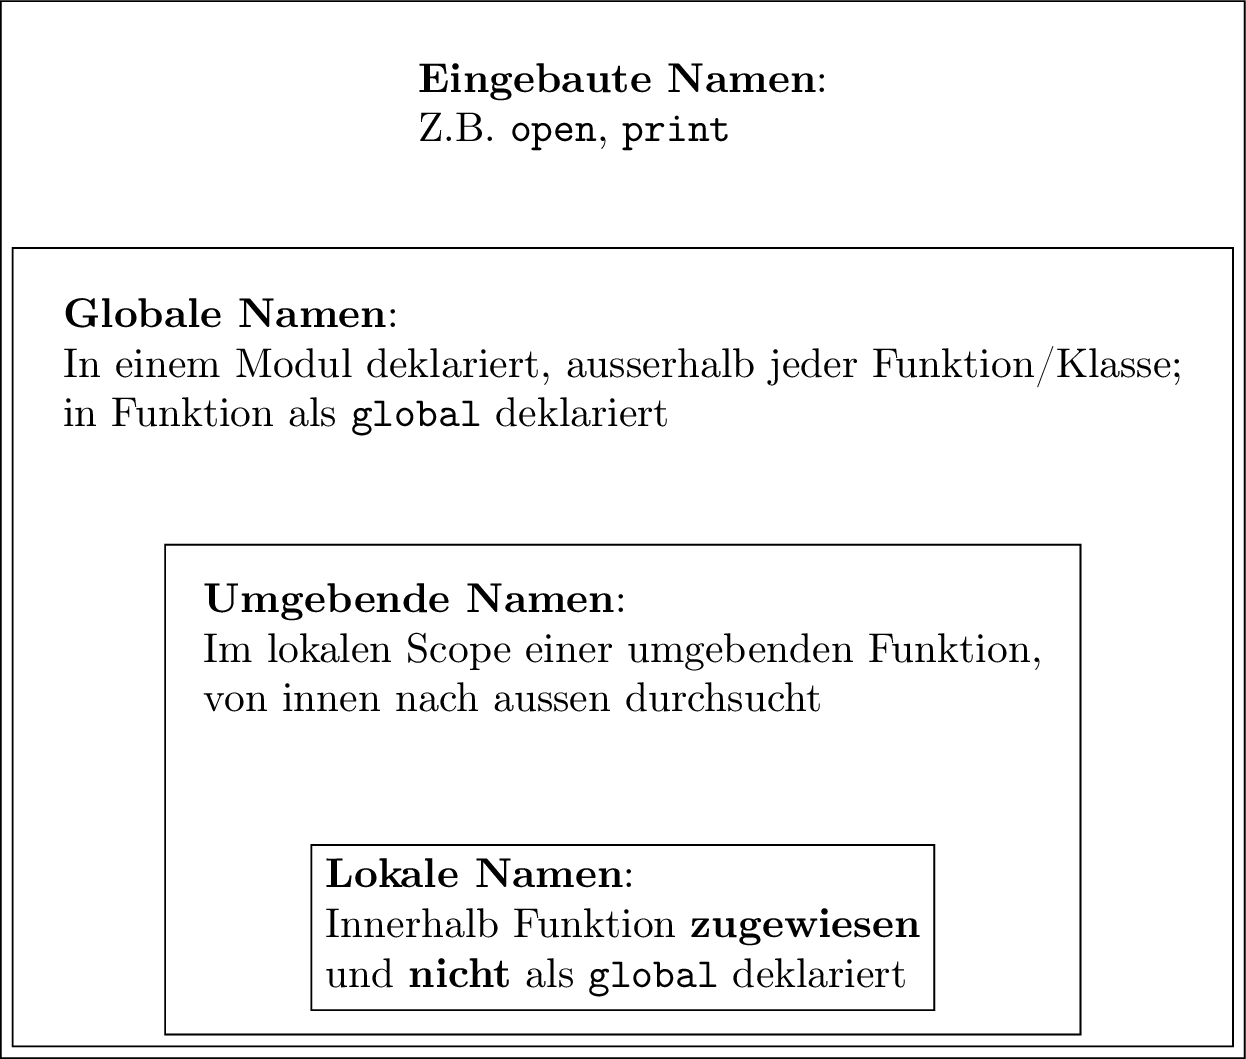 Eingebaute Namen:
Z.B. open, print
Globale Namen:
In einem Modul deklariert, ausserhalb jeder Funktion/Klasse;
in Funktion als global deklariert
Umgebende Namen:
Im lokalen Scope einer umgebenden Funktion,
von innen nach aussen durchsucht
Lokale Namen:
Innerhalb Funktion zugewiesen
und nicht als global deklariert